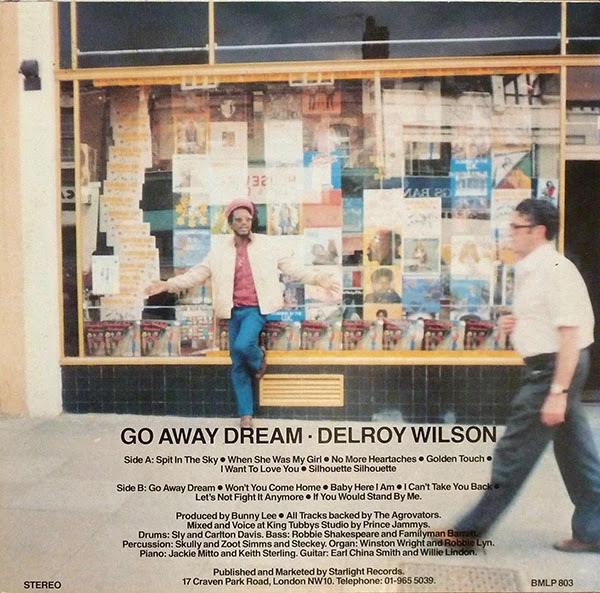 GO AWAY DREAM · DELROY WILSON
Side A: Spit In The Sky ● When She Was My Girl ● No More Heartaches ● Golden Touch ●
I Want To Love You ● Silhouette Silhouette
Side B: Go Away Dream ● Won't You Come Home ● Baby Here I Am ● I Can't Take You Back ●
Let's Not Fight It Anymore ● If You Would Stand By Me.
Produced by Bunny Lee ● All Tracks backed by The Agrovators.
Mixed and Voice at King Tubbys Studio by Prince Jammys.
Drums: Sly and Carlton Davis. Bass: Robbie Shakespeare and Familyman Barratt.
Percussion: Skully and Zoot Simms and Steckey. Organ: Winston Wright and Robbie Lyn.
Piano: Jackie Mitto and Keith Sterling. Guitar: Earl China Smith and Willie Lindon.
Published and Marketed by Starlight Records.
17 Craven Park Road, London NW10. Telephone: 01-965 5039.
STEREO
BMLP 803